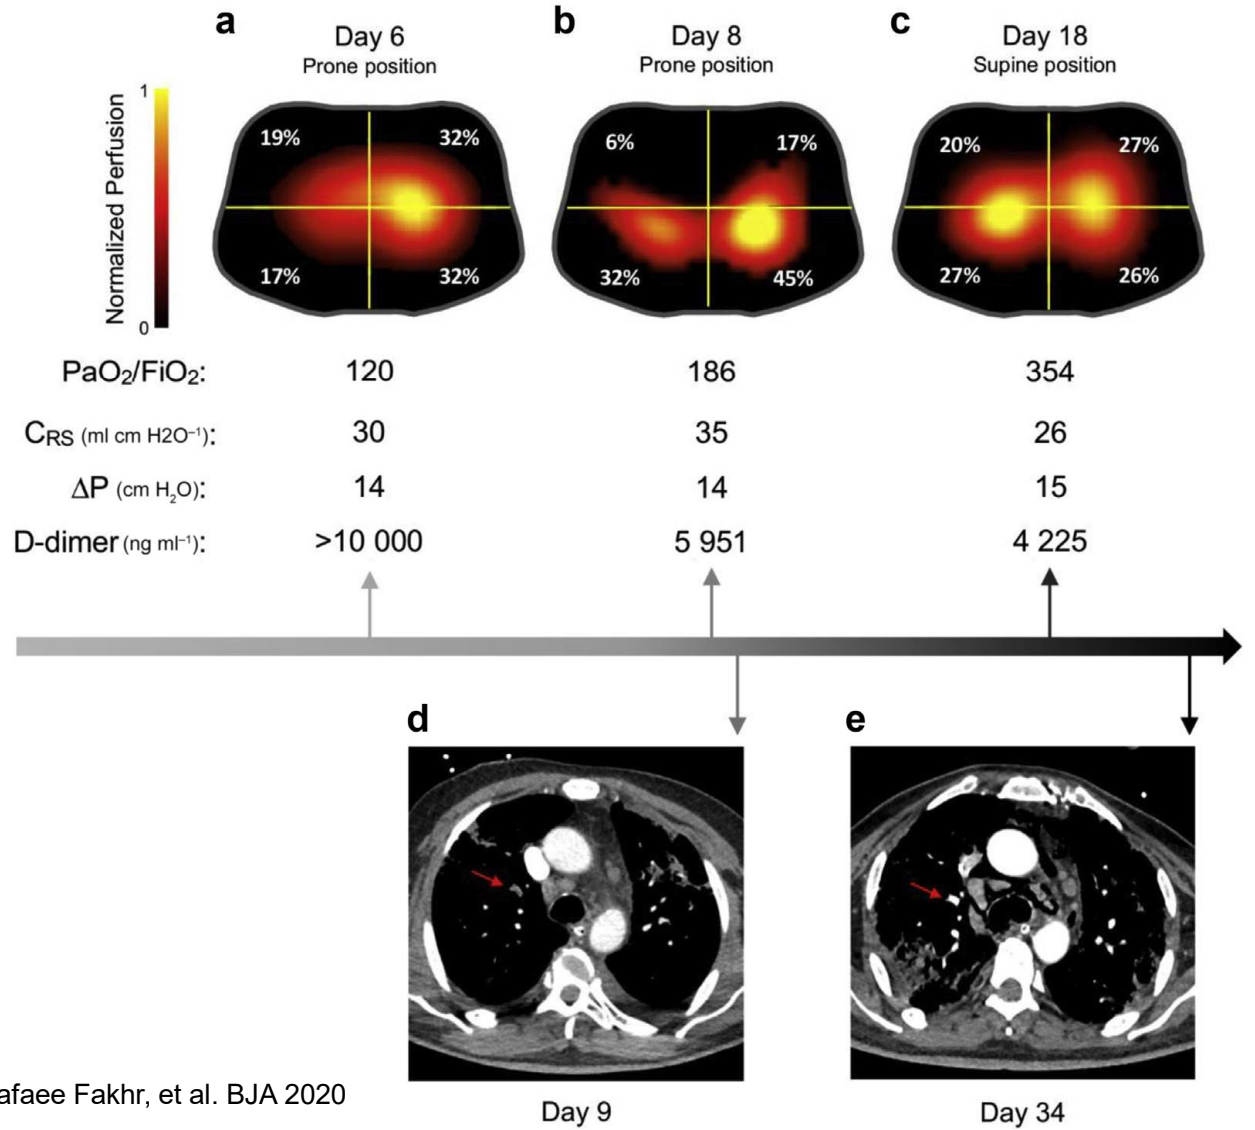 a
Day 6
Prone position
b
Day 8
Prone position
c
Day 18
Supine position
Normalized Perfusion
1
0
19%
32%
17%
32%
6%
17%
32%
45%
20%
27%
27%
26%
PaO₂/FiO₂: 120 186 354
CRS (ml cm H2O⁻¹): 30 35 26
ΔP (cm H₂O): 14 14 15
D-dimer (ng ml⁻¹): >10 000 5 951 4 225
d
e
Day 9
Day 34
afaee Fakhr, et al. BJA 2020